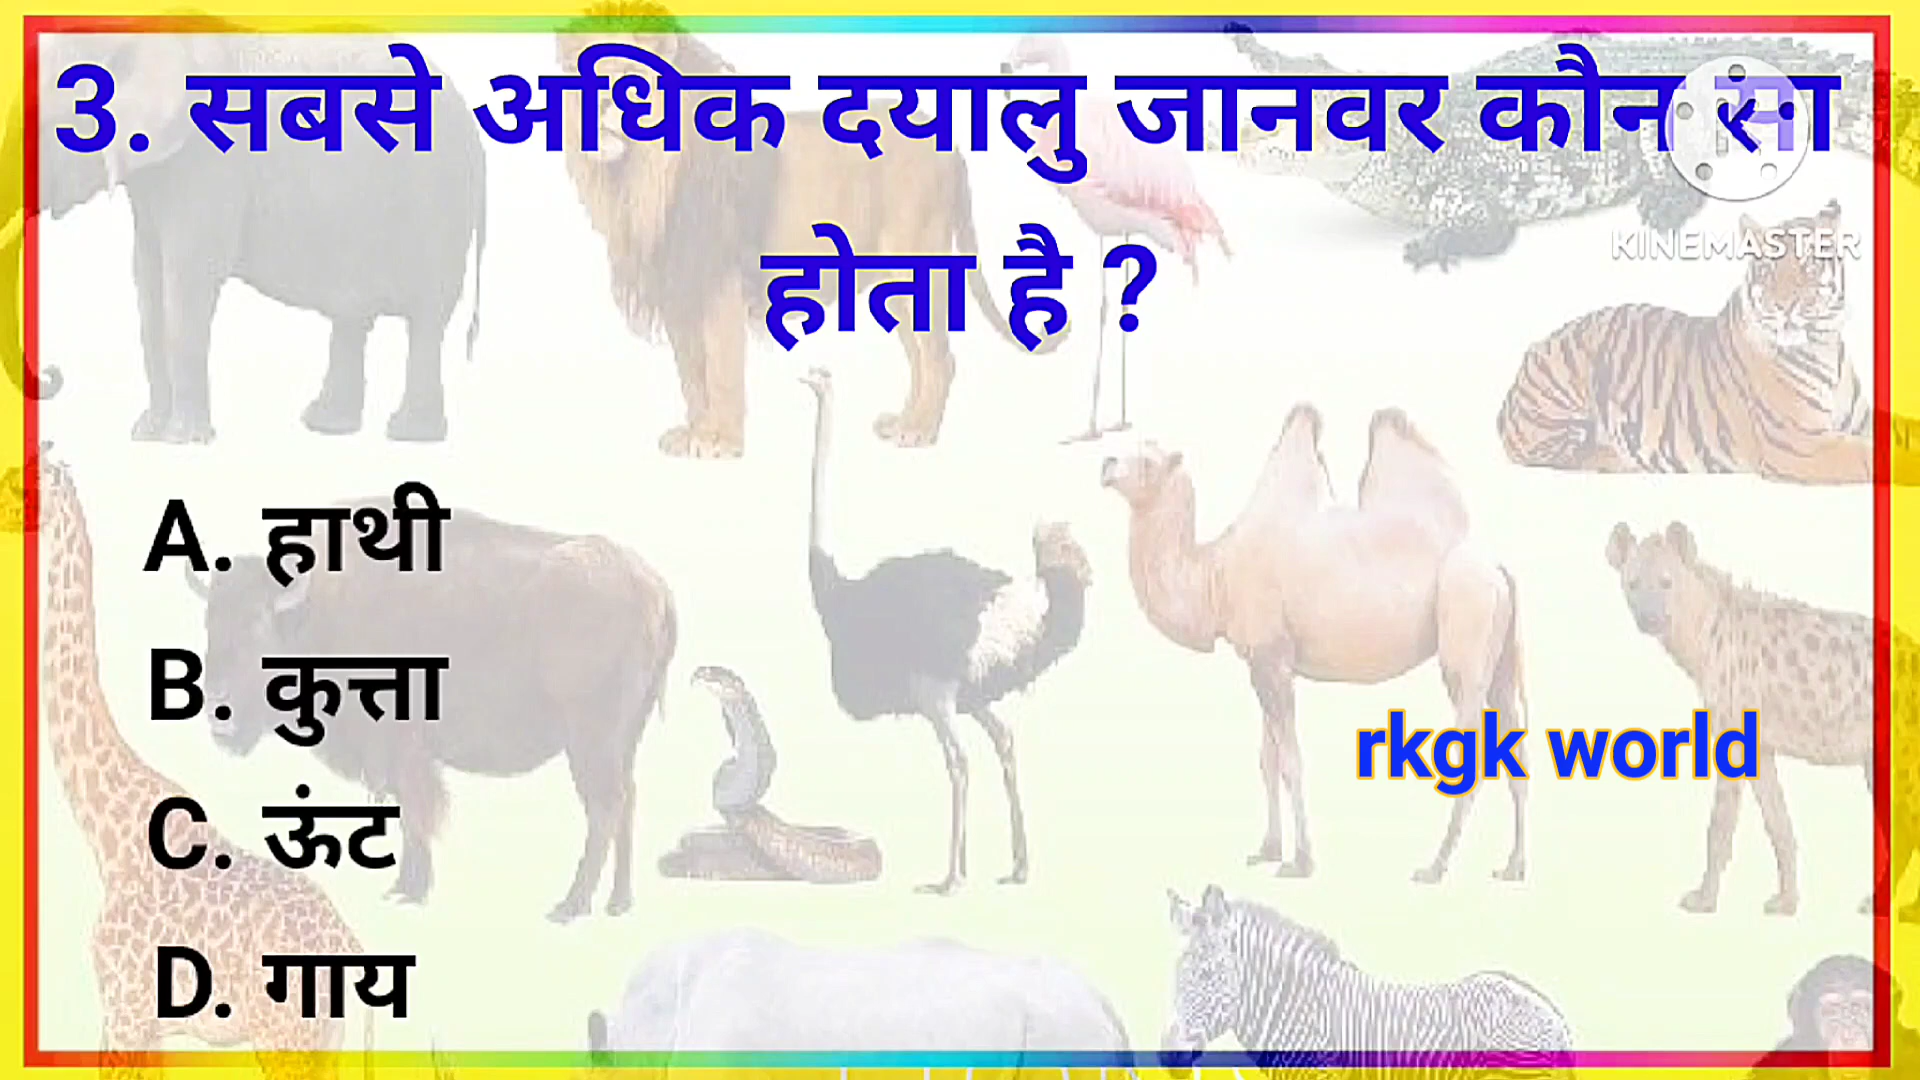 3. सबसे अधिक दयालु जानवर कौन सा
होता है ?
KINEMASTER
A. हाथी
B. कुत्ता
C. ऊंट
rkgk world
D. गाय